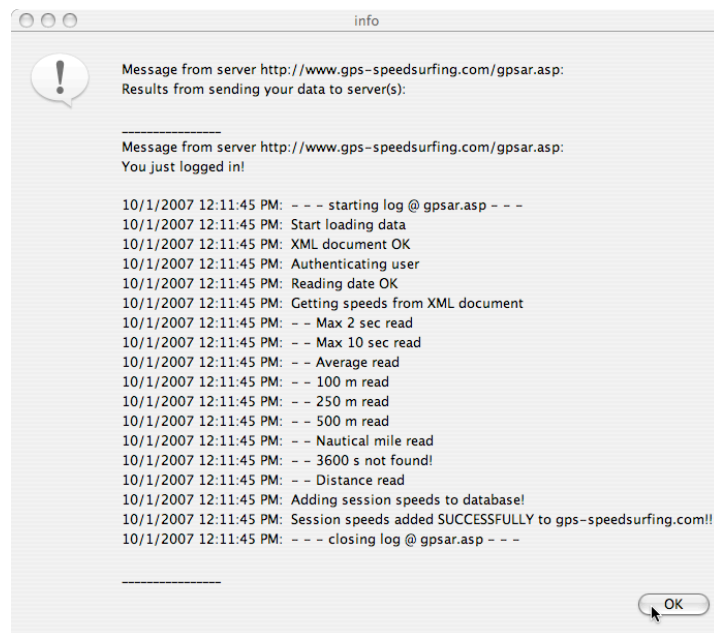 info
Message from server http://www.gps-speedsurfing.com/gpsar.asp:
Results from sending your data to server(s):
________________
Message from server http://www.gps-speedsurfing.com/gpsar.asp:
You just logged in!
10/1/2007 12:11:45 PM: - - - starting log @ gpsar.asp - - -
10/1/2007 12:11:45 PM: Start loading data
10/1/2007 12:11:45 PM: XML document OK
10/1/2007 12:11:45 PM: Authenticating user
10/1/2007 12:11:45 PM: Reading date OK
10/1/2007 12:11:45 PM: Getting speeds from XML document
10/1/2007 12:11:45 PM: - - Max 2 sec read
10/1/2007 12:11:45 PM: - - Max 10 sec read
10/1/2007 12:11:45 PM: - - Average read
10/1/2007 12:11:45 PM: - - 100 m read
10/1/2007 12:11:45 PM: - - 250 m read
10/1/2007 12:11:45 PM: - - 500 m read
10/1/2007 12:11:45 PM: - - Nautical mile read
10/1/2007 12:11:45 PM: - - 3600 s not found!
10/1/2007 12:11:45 PM: - - Distance read
10/1/2007 12:11:45 PM: Adding session speeds to database!
10/1/2007 12:11:45 PM: Session speeds added SUCCESSFULLY to gps-speedsurfing.com!!
10/1/2007 12:11:45 PM: - - - closing log @ gpsar.asp - - -
________________
OK